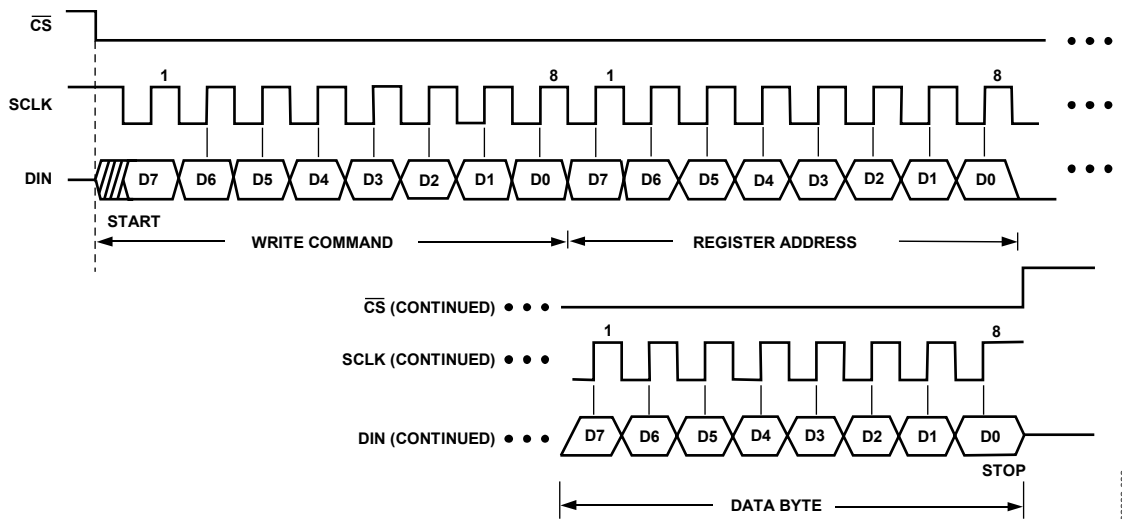 CS
1 8 1 8
SCLK
DIN D7 D6 D5 D4 D3 D2 D1 D0 D7 D6 D5 D4 D3 D2 D1 D0
START
WRITE COMMAND REGISTER ADDRESS
CS (CONTINUED)
1 8
SCLK (CONTINUED)
DIN (CONTINUED) D7 D6 D5 D4 D3 D2 D1 D0
STOP
DATA BYTE